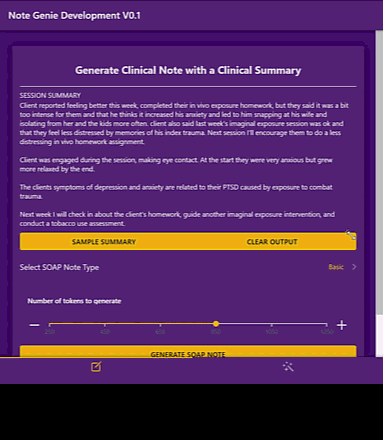 Note Genie Development V0.1
Generate Clinical Note with a Clinical Summary
SESSION SUMMARY
Client reported feeling better this week, completed their in vivo exposure homework, but they said it was a bit
too intense for them and that he thinks it increased his anxiety and led to him snapping at his wife and
isolating from her and the kids more often. client also said last week's imaginal exposure session was ok and
that they feel less distressed by memories of his index trauma. Next session I'll encourage them to do a less
distressing in vivo homework assignment.
Client was engaged during the session, making eye contact. At the start they were very anxious but grew
more relaxed by the end.
The clients symptoms of depression and anxiety are related to their PTSD caused by exposure to combat
trauma.
Next week I will check in about the client's homework, guide another imaginal exposure intervention, and
conduct a tobacco use assessment.
SAMPLE SUMMARY CLEAR OUTPUT
Select SOAP Note Type Basic
Number of tokens to generate
GENERATE SOAP NOTE